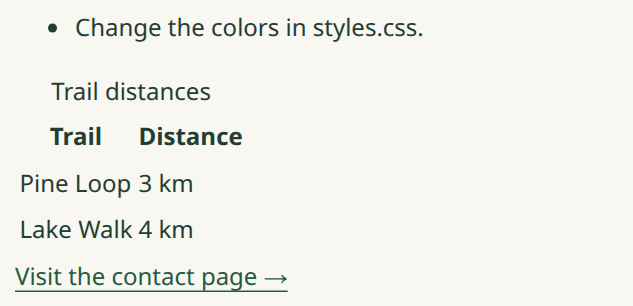 • Change the colors in styles.css.
Trail distances
Trail Distance
Pine Loop 3 km
Lake Walk 4 km
Visit the contact page →